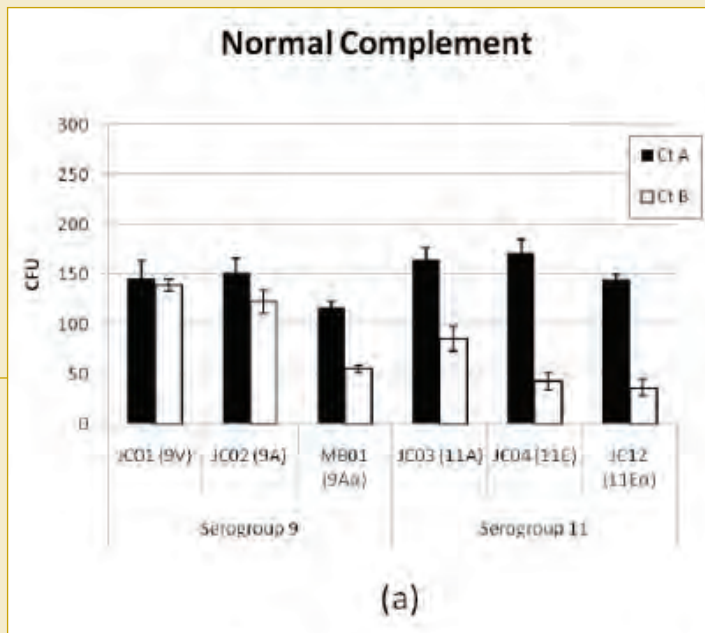 Normal Complement
300
250
200
150
100
50
0
CFU
Ct A
Ct B
JC01 (9V)
JC02 (9A)
MB01
(9Aα)
JC03 (11A)
JC04 (11E)
JC12
(11Eα)
Serogroup 9
Serogroup 11
(a)